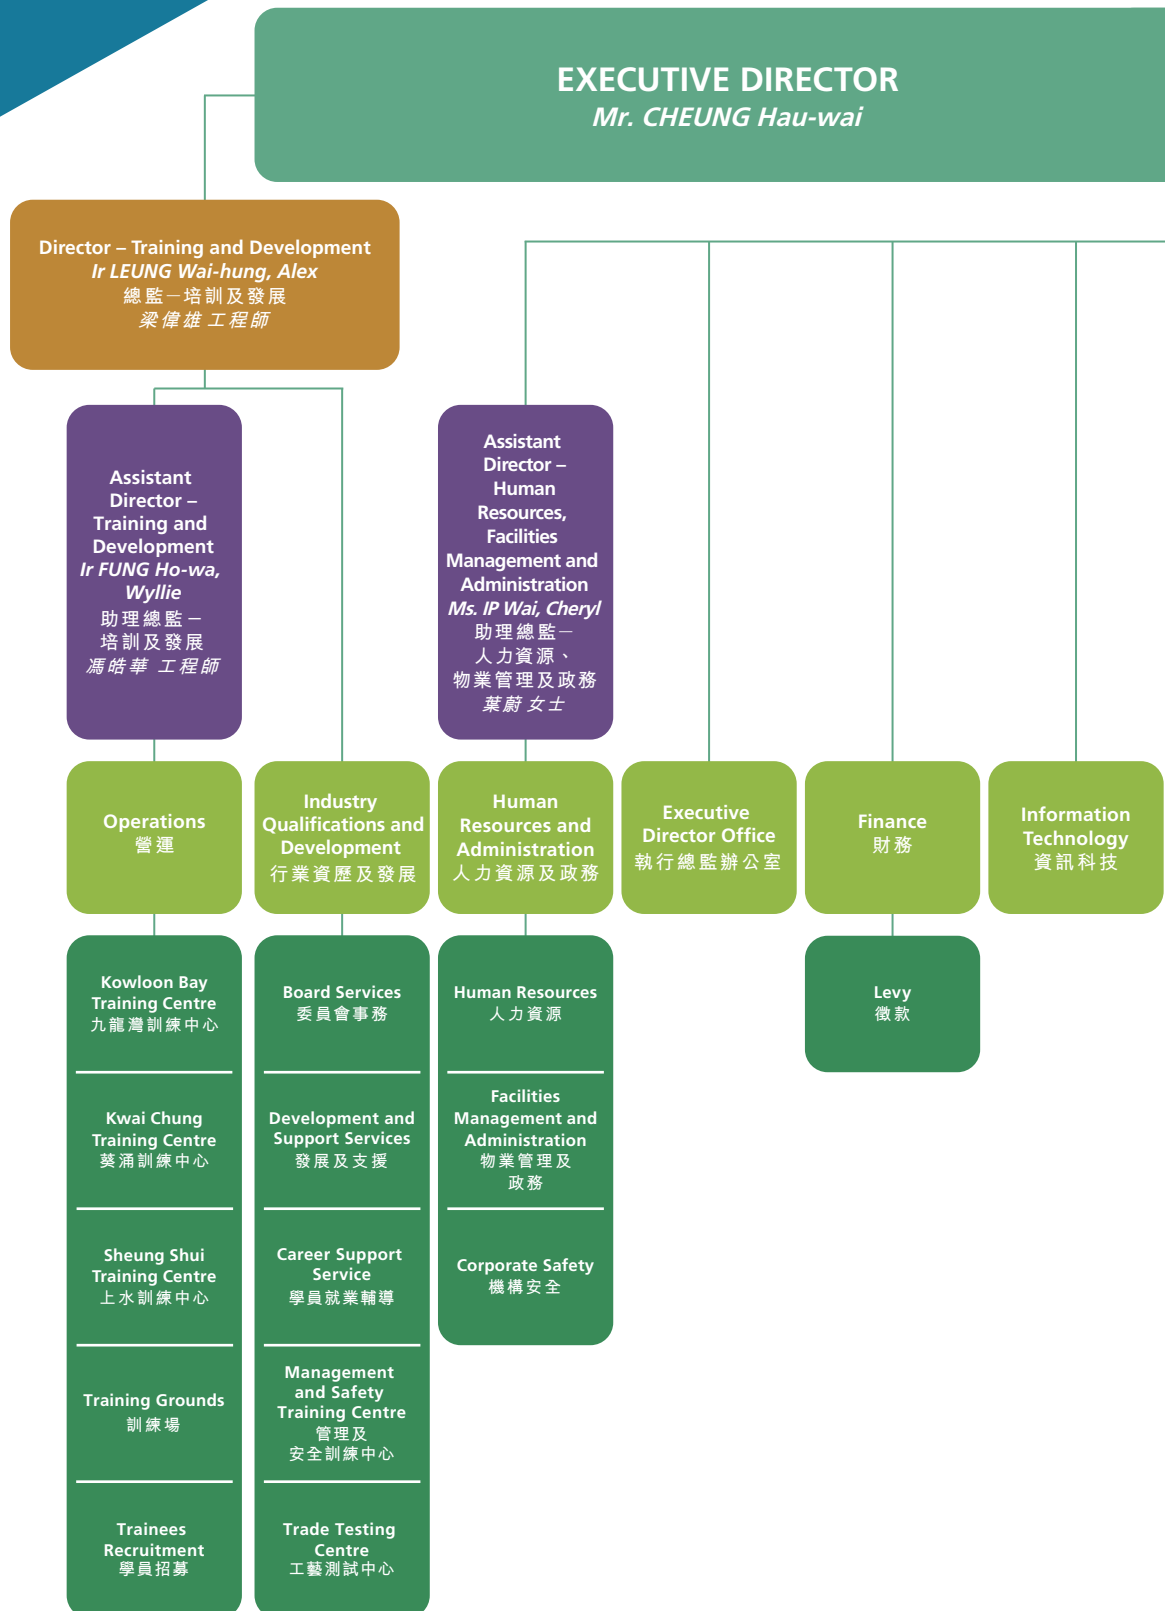 EXECUTIVE DIRECTOR
Mr. CHEUNG Hau-wai
Director – Training and Development
Ir LEUNG Wai-hung, Alex
總監－培訓及發展
梁偉雄 工程師
Assistant
Director –
Training and
Development
Ir FUNG Ho-wa,
Wyllie
助理總監－
培訓及發展
馮皓華 工程師
Assistant
Director –
Human
Resources,
Facilities
Management and
Administration
Ms. IP Wai, Cheryl
助理總監－
人力資源、
物業管理及政務
葉蔚 女士
Operations
營運
Industry
Qualifications and
Development
行業資歷及發展
Human
Resources and
Administration
人力資源及政務
Executive
Director Office
執行總監辦公室
Finance
財務
Information
Technology
資訊科技
Kowloon Bay
Training Centre
九龍灣訓練中心
Kwai Chung
Training Centre
葵涌訓練中心
Sheung Shui
Training Centre
上水訓練中心
Training Grounds
訓練場
Trainees
Recruitment
學員招募
Board Services
委員會事務
Development and
Support Services
發展及支援
Career Support
Service
學員就業輔導
Management
and Safety
Training Centre
管理及
安全訓練中心
Trade Testing
Centre
工藝測試中心
Human Resources
人力資源
Facilities
Management and
Administration
物業管理及
政務
Corporate Safety
機構安全
Levy
徵款